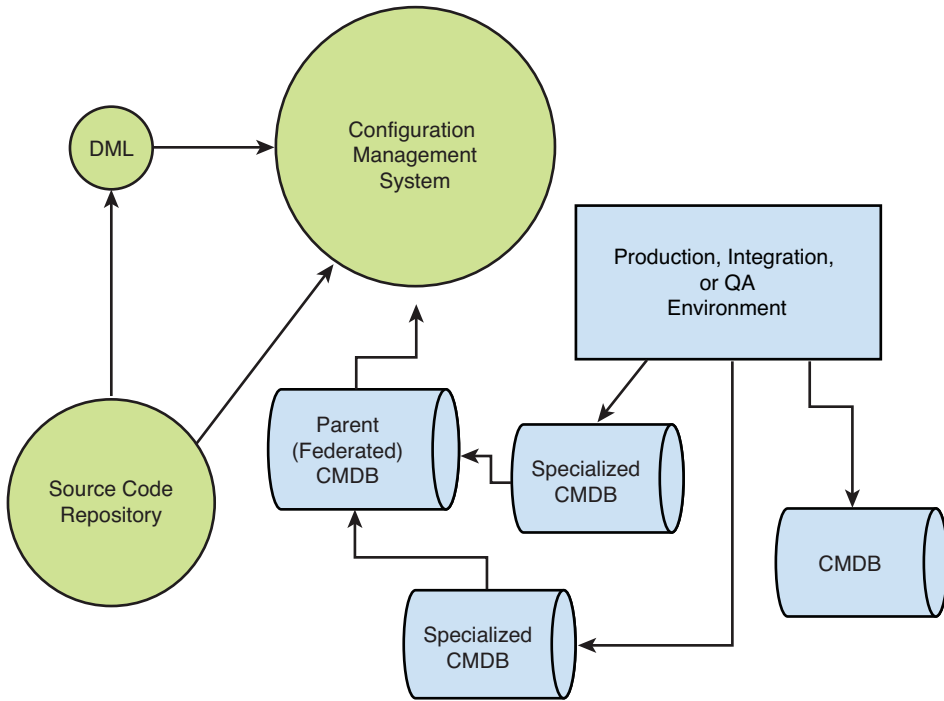 DML
Configuration
Management
System
Production, Integration,
or QA
Environment
Parent
(Federated)
CMDB
Specialized
CMDB
Source Code
Repository
CMDB
Specialized
CMDB